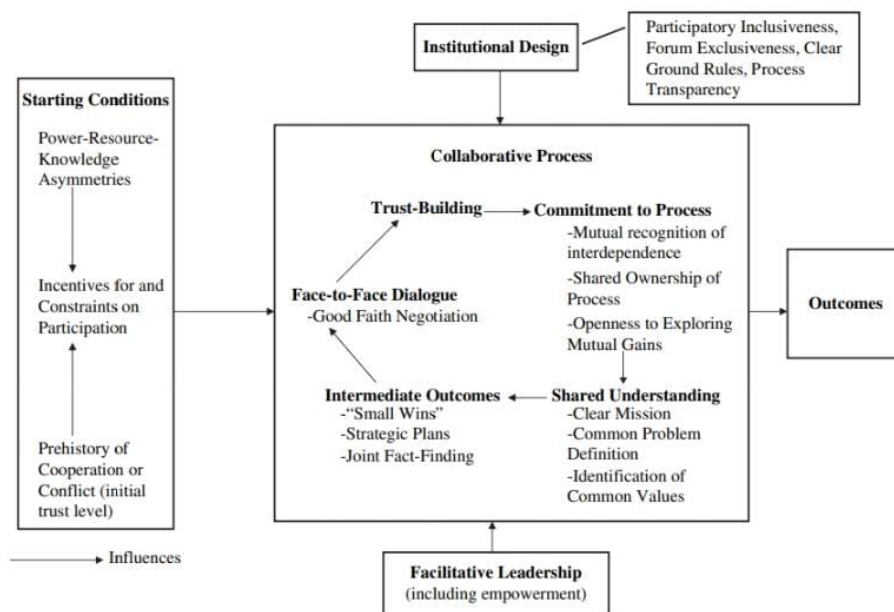 Institutional Design
Participatory Inclusiveness,
Forum Exclusiveness, Clear
Ground Rules, Process
Transparency
Starting Conditions
Power-Resource-
Knowledge
Asymmetries
Incentives for and
Constraints on
Participation
Prehistory of
Cooperation or
Conflict (initial
trust level)
Influences
Collaborative Process
Trust-Building
Commitment to Process
-Mutual recognition of
interdependence
-Shared Ownership of
Process
-Openness to Exploring
Mutual Gains
Face-to-Face Dialogue
-Good Faith Negotiation
Intermediate Outcomes
-“Small Wins”
-Strategic Plans
-Joint Fact-Finding
Shared Understanding
-Clear Mission
-Common Problem
Definition
-Identification of
Common Values
Outcomes
Facilitative Leadership
(including empowerment)